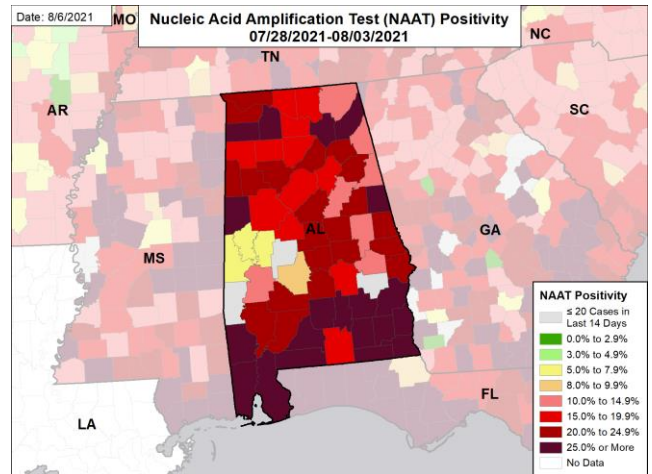 Date: 8/6/2021
Nucleic Acid Amplification Test (NAAT) Positivity
07/28/2021-08/03/2021
MO
TN
NC
AR
SC
AL
MS
GA
LA
FL
NAAT Positivity
≤ 20 Cases in
Last 14 Days
0.0% to 2.9%
3.0% to 4.9%
5.0% to 7.9%
8.0% to 9.9%
10.0% to 14.9%
15.0% to 19.9%
20.0% to 24.9%
25.0% or More
No Data